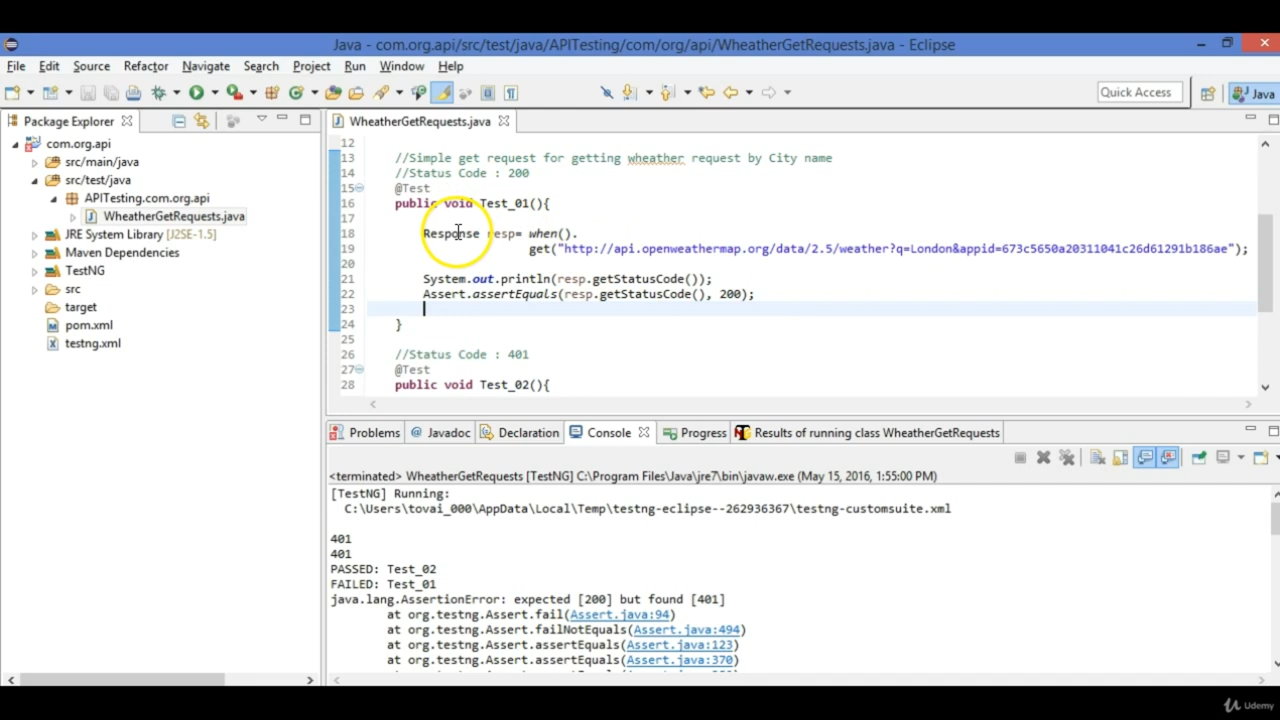 Java - com.org.api/src/test/java/APITesting/com/org/api/WheatherGetRequests.java - Eclipse
File Edit Source Refactor Navigate Search Project Run Window Help
Quick Access Java
Package Explorer
com.org.api
src/main/java
src/test/java
APITesting.com.org.api
WheatherGetRequests.java
JRE System Library [J2SE-1.5]
Maven Dependencies
TestNG
src
target
pom.xml
testng.xml
WheatherGetRequests.java
12
13 //Simple get request for getting wheather request by City name
14 //Status Code : 200
15 @Test
16 public void Test_01(){
17
18 Response resp= when().
19 get("http://api.openweathermap.org/data/2.5/weather?q=London&appid=673c5650a20311041c26d61291b186ae");
20
21 System.out.println(resp.getStatusCode());
22 Assert.assertEquals(resp.getStatusCode(), 200);
23
24 }
25
26 //Status Code : 401
27 @Test
28 public void Test_02(){
Problems @ Javadoc Declaration Console Progress Results of running class WheatherGetRequests
<terminated> WheatherGetRequests [TestNG] C:\Program Files\Java\jre7\bin\javaw.exe (May 15, 2016, 1:55:00 PM)
[TestNG] Running:
C:\Users\tovai_000\AppData\Local\Temp\testng-eclipse--262936367\testng-customsuite.xml
401
401
PASSED: Test_02
FAILED: Test_01
java.lang.AssertionError: expected [200] but found [401]
at org.testng.Assert.fail(Assert.java:94)
at org.testng.Assert.failNotEquals(Assert.java:494)
at org.testng.Assert.assertEquals(Assert.java:123)
at org.testng.Assert.assertEquals(Assert.java:370)
Udemy